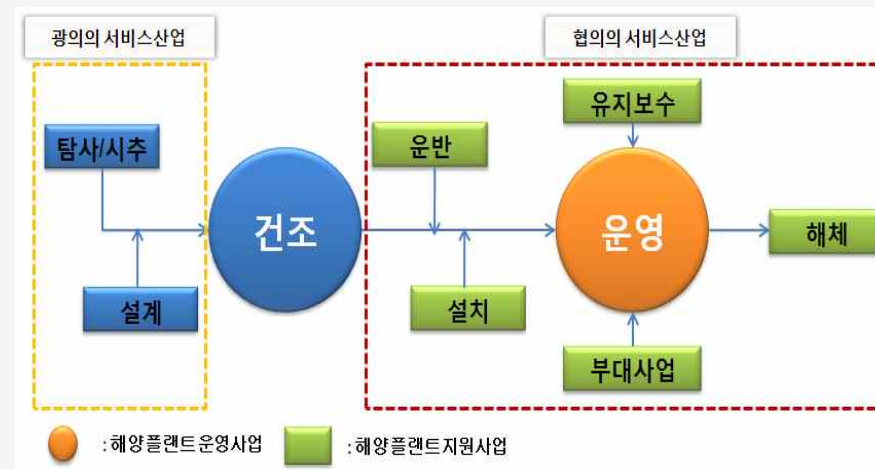 광의의 서비스산업
협의의 서비스산업
유지보수
탐사/시추
운반
건조
운영
해체
설계
설치
부대사업
: 해양플랜트운영사업
: 해양플랜트지원사업